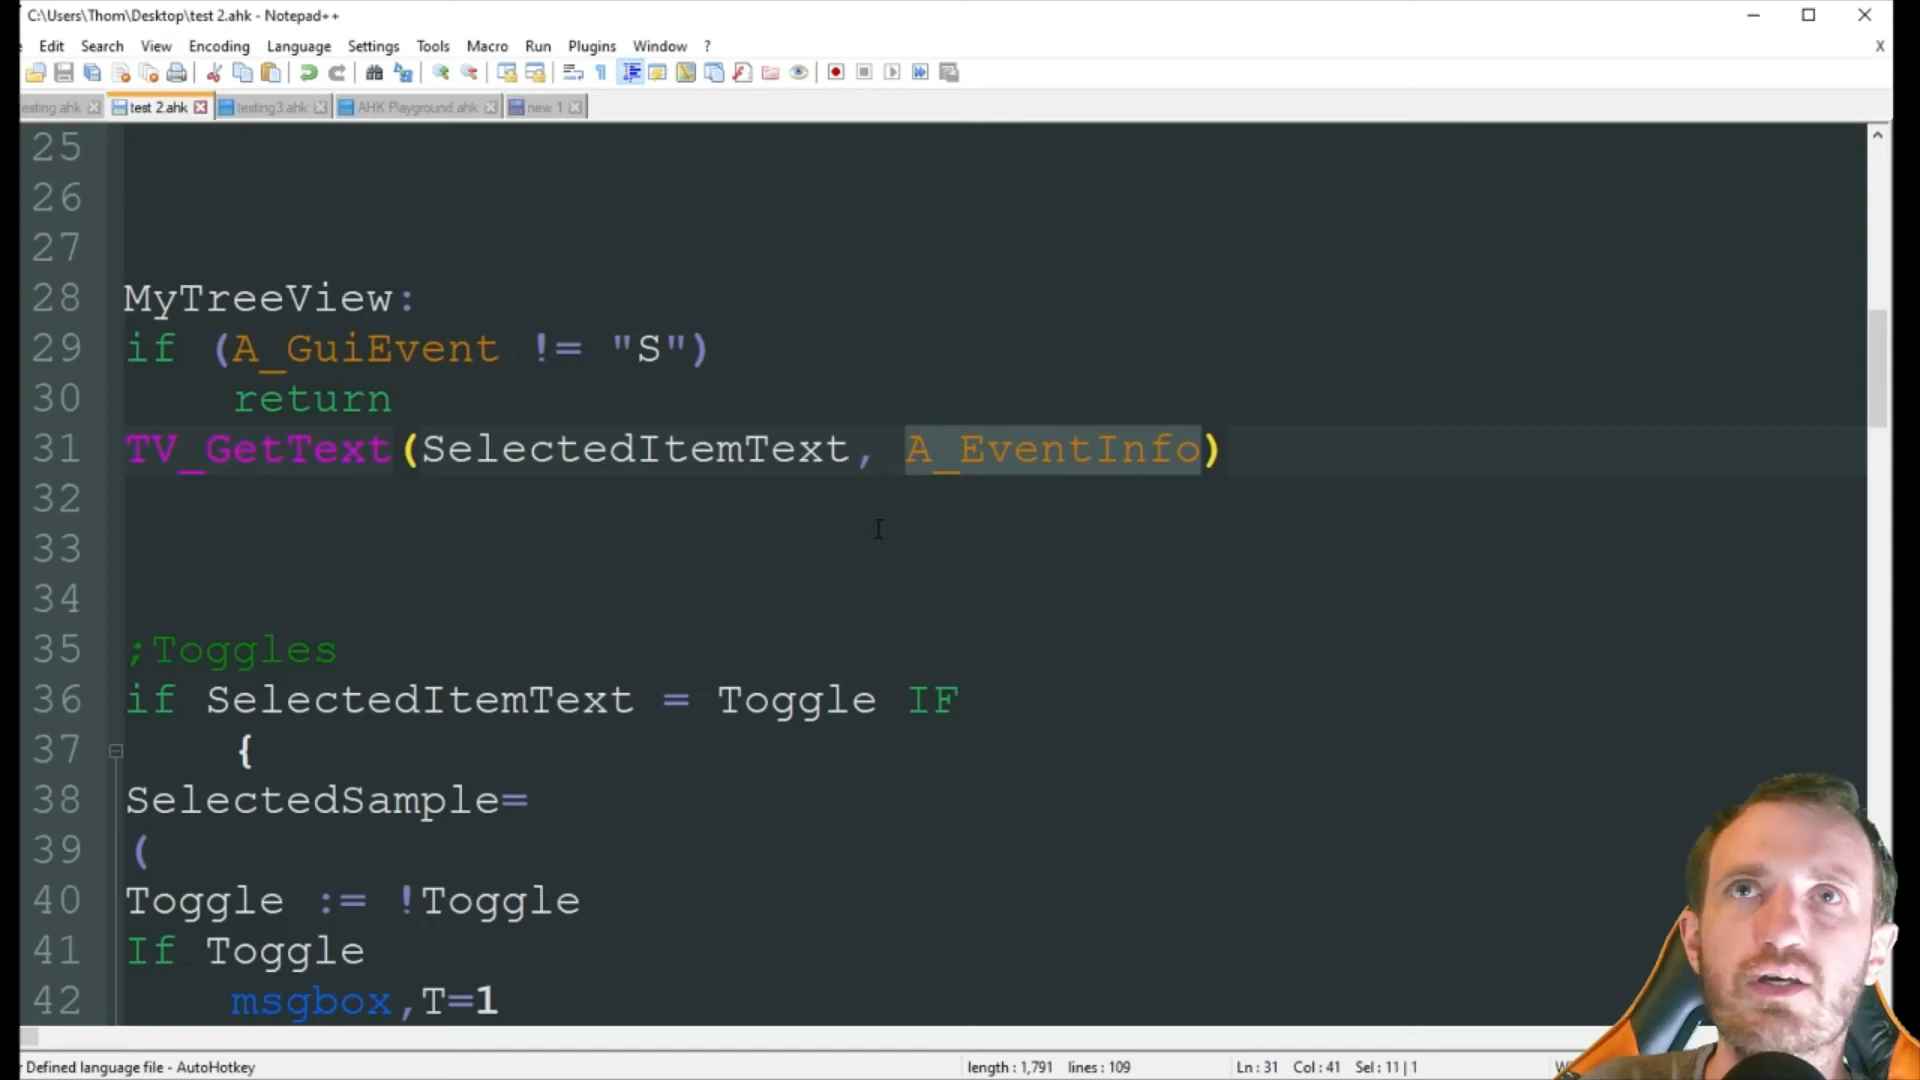 C:\Users\Thom\Desktop\test 2.ahk - Notepad++
Edit Search View Encoding Language Settings Tools Macro Run Plugins Window ? X
esting.ahk test 2.ahk testing3.ahk AHK Playground.ahk new 1
25
26
27
28 MyTreeView:
29 if (A_GuiEvent != "S")
30 return
31 TV_GetText(SelectedItemText, A_EventInfo)
32
33
34
35 ;Toggles
36 if SelectedItemText = Toggle IF
37 {
38 SelectedSample=
39 (
40 Toggle := !Toggle
41 If Toggle
42 msgbox,T=1
Defined language file - AutoHotkey length : 1,791 lines : 109 Ln : 31 Col : 41 Sel : 11 | 1